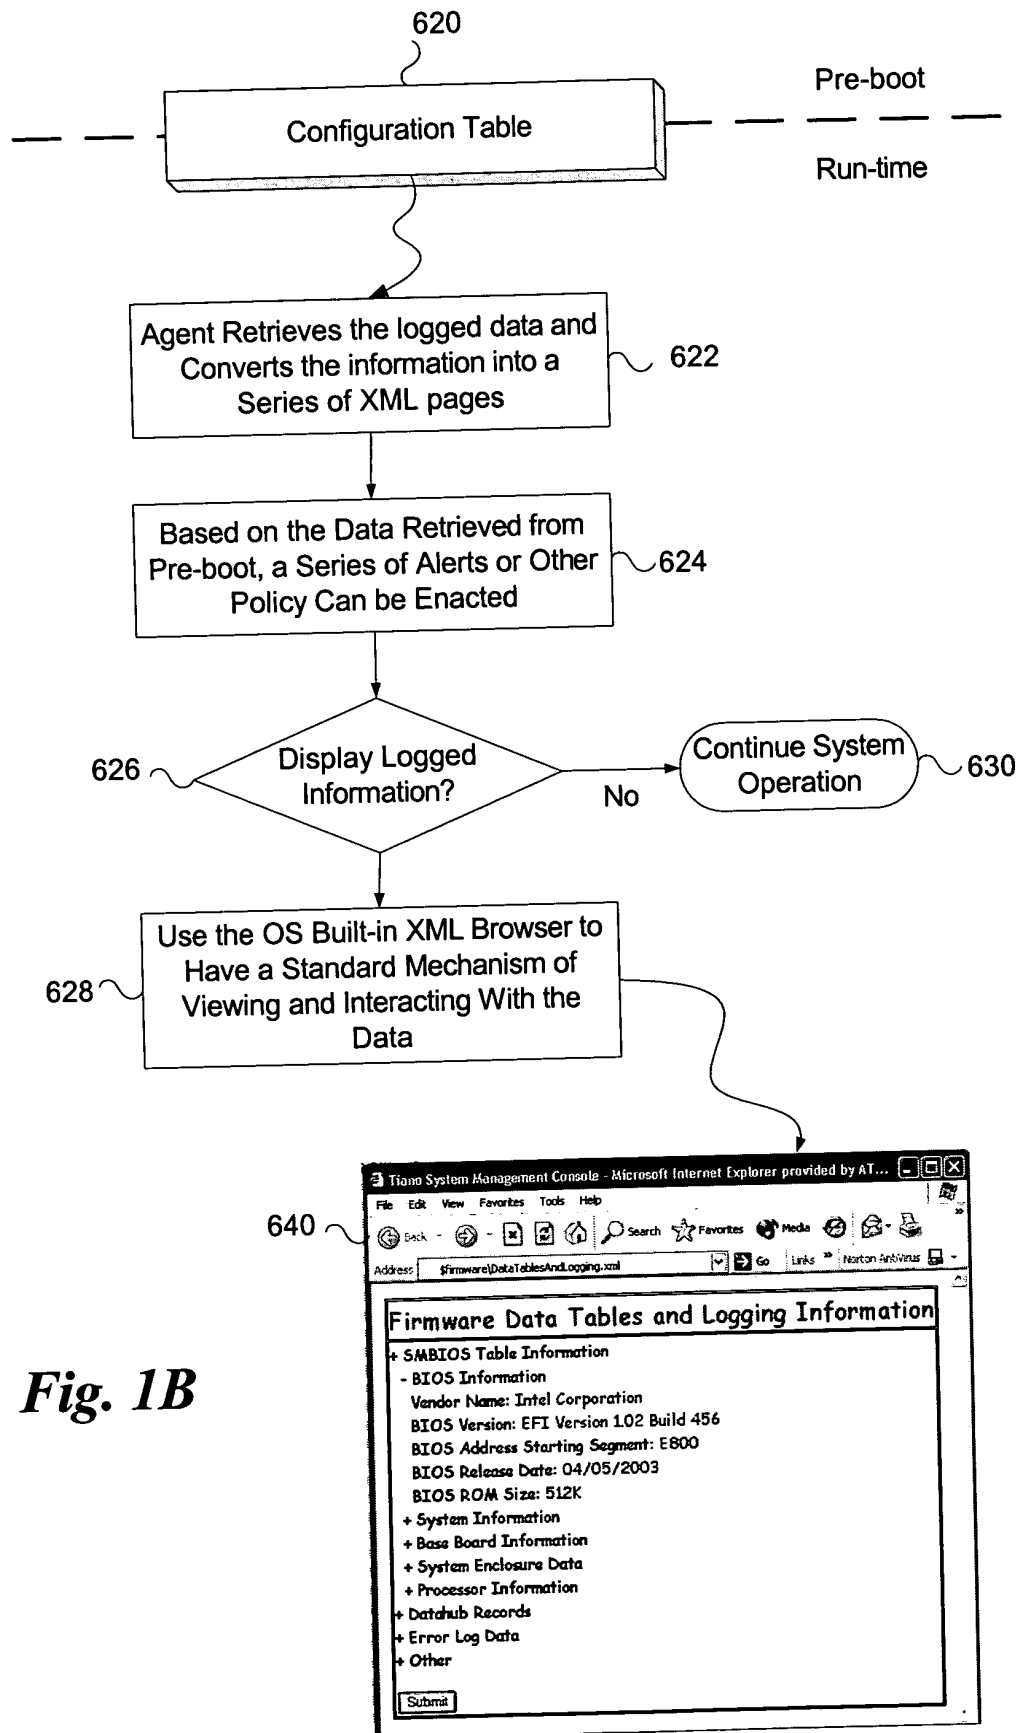 620
Pre-boot
Configuration Table
Run-time
Agent Retrieves the logged data and
Converts the information into a
Series of XML pages
622
Based on the Data Retrieved from
Pre-boot, a Series of Alerts or Other
Policy Can be Enacted
624
626
Display Logged
Information?
No
Continue System
Operation
630
628
Use the OS Built-in XML Browser to
Have a Standard Mechanism of
Viewing and Interacting With the
Data
640
Tiano System Management Console - Microsoft Internet Explorer provided by AT...
File Edit View Favorites Tools Help
Back Search Favorites Media
Address $Firmware\DataTablesAndLogging.xml Go Links » Norton AntiVirus
Firmware Data Tables and Logging Information
+ SMBIOS Table Information
- BIOS Information
Vendor Name: Intel Corporation
BIOS Version: EFI Version 1.02 Build 456
BIOS Address Starting Segment: E800
BIOS Release Date: 04/05/2003
BIOS ROM Size: 512K
+ System Information
+ Base Board Information
+ System Enclosure Data
+ Processor Information
+ Datahub Records
+ Error Log Data
+ Other
Submit
Fig. 1B